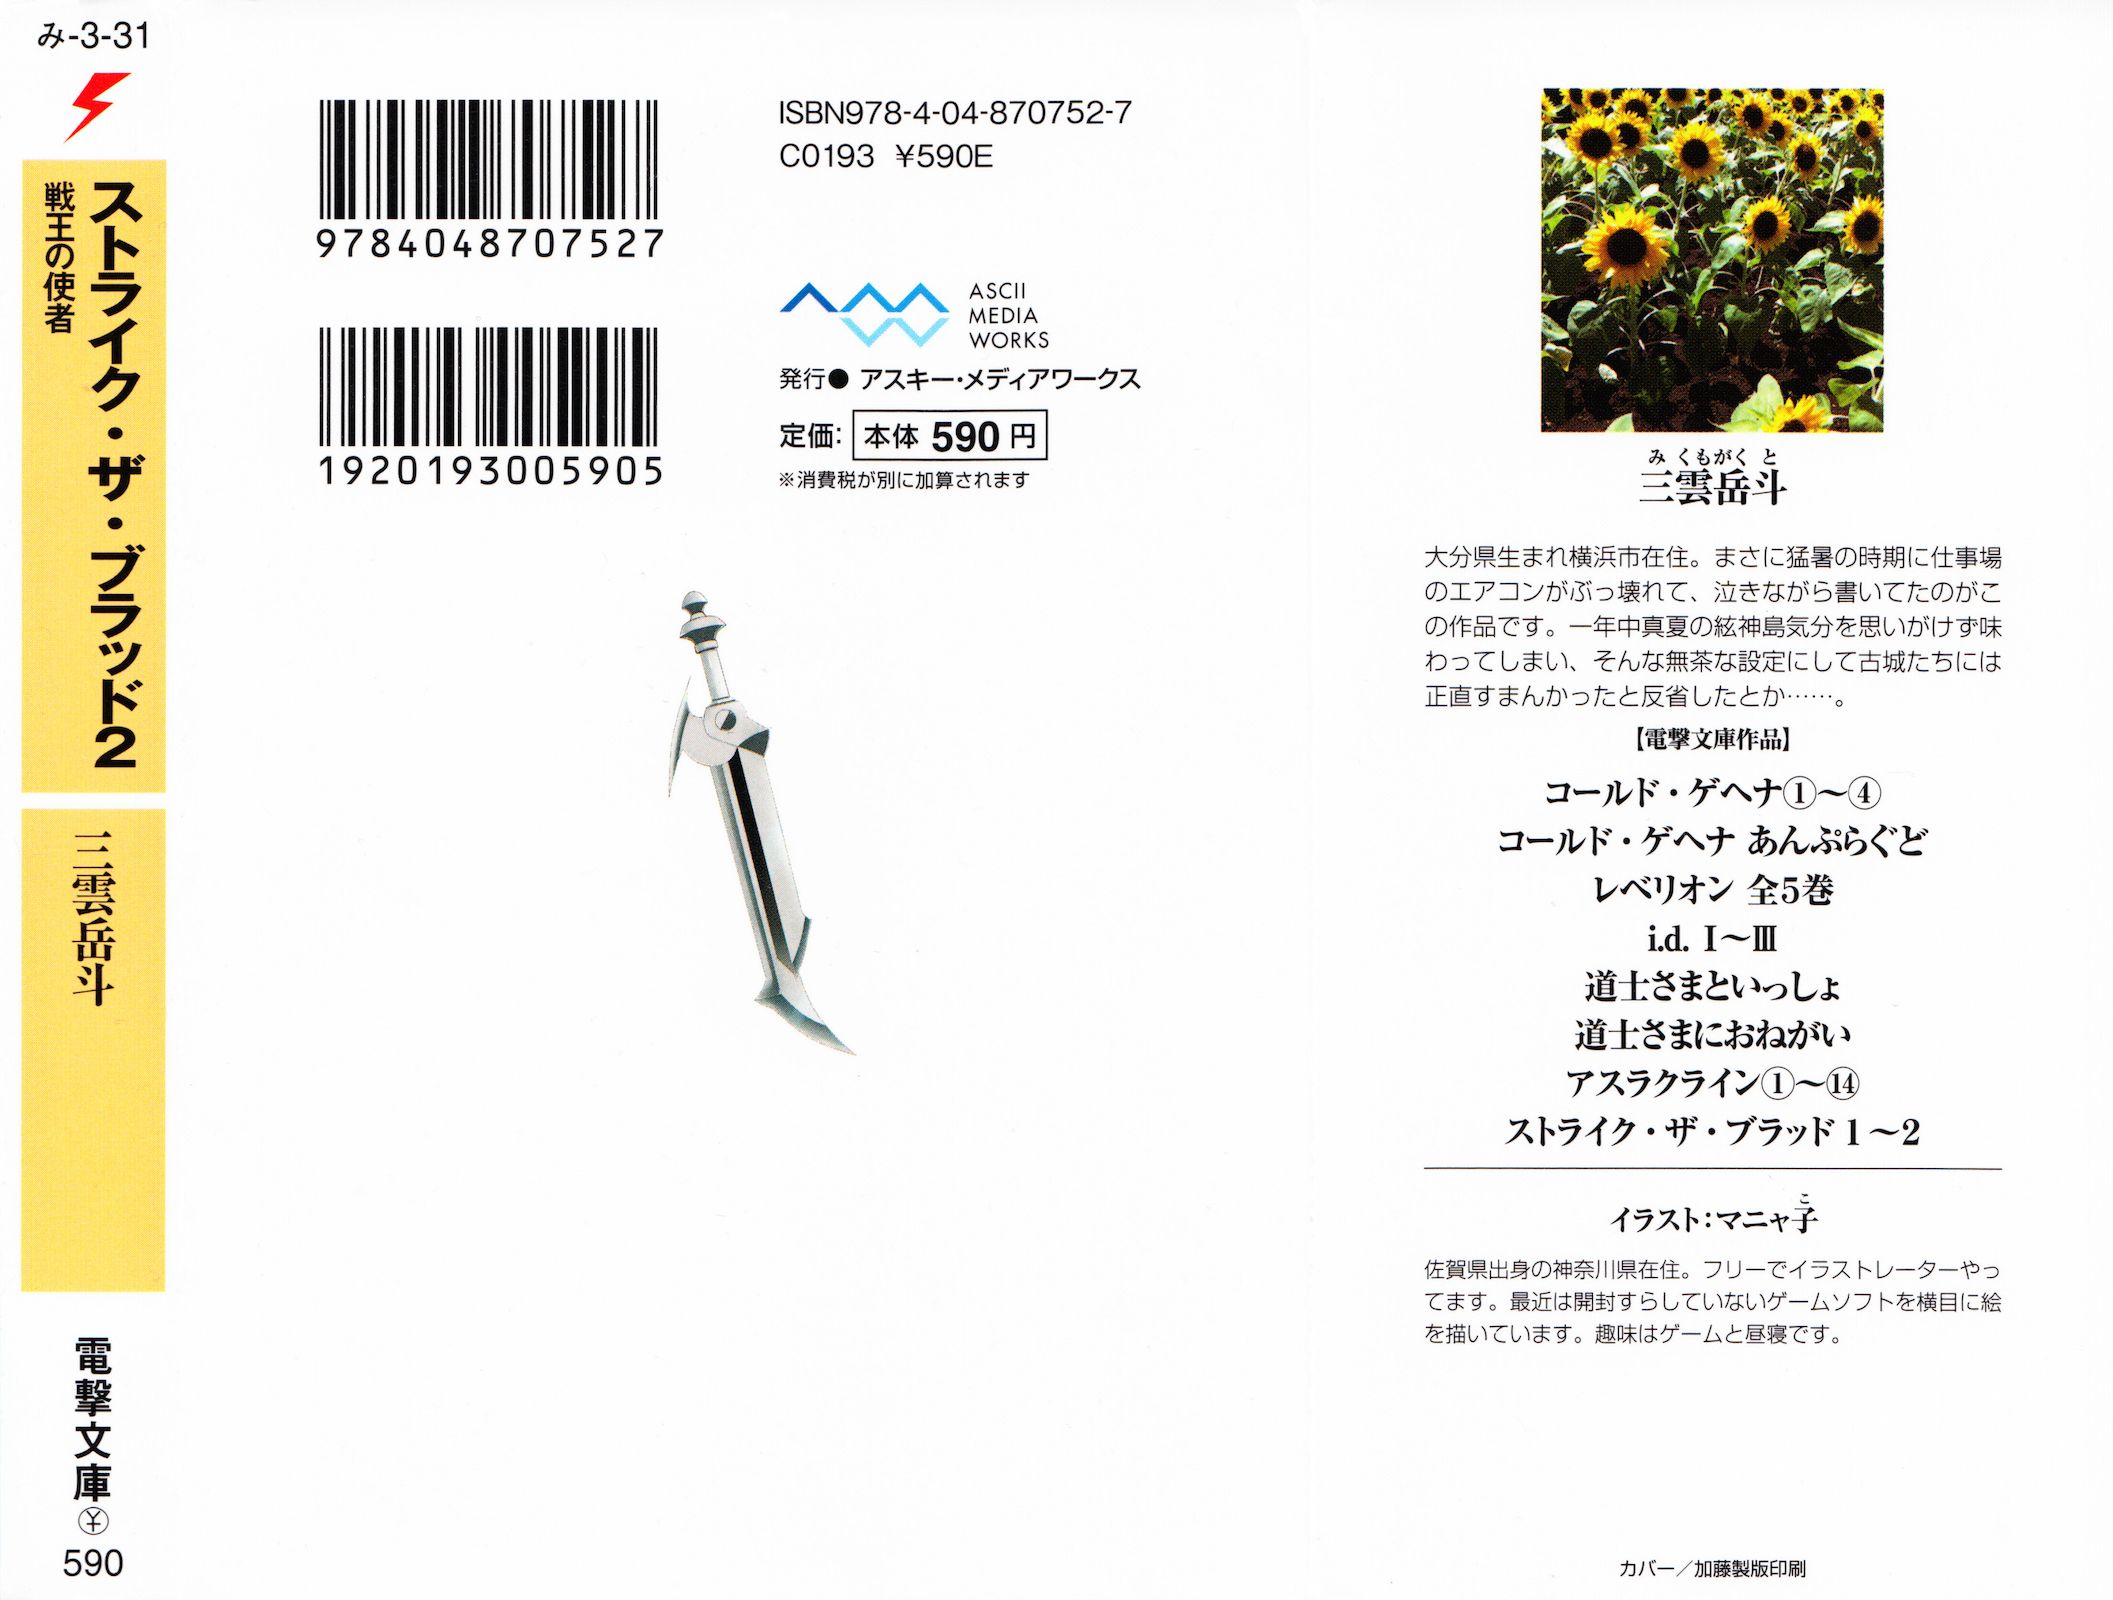 み-3-31
ストライク・ザ・ブラッド2
戦王の使者
三雲岳斗
電撃文庫
¥
590
9784048707527
1920193005905
ISBN978-4-04-870752-7
C0193 ¥590E
ASCII
MEDIA
WORKS
発行● アスキー・メディアワークス
定価: 本体 590 円
※消費税が別に加算されます
みくもがくと
三雲岳斗
大分県生まれ横浜市在住。まさに猛暑の時期に仕事場
のエアコンがぶっ壊れて、泣きながら書いてたのがこ
の作品です。一年中真夏の絃神島気分を思いがけず味
わってしまい、そんな無茶な設定にして古城たちには
正直すまんかったと反省したとか……。
【電撃文庫作品】
コールド・ゲヘナ①～④
コールド・ゲヘナ あんぷらぐど
レベリオン 全5巻
i.d. Ⅰ～Ⅲ
道士さまといっしょ
道士さまにおねがい
アスラクライン①～⑭
ストライク・ザ・ブラッド 1～2
こ
イラスト：マニャ子
佐賀県出身の神奈川県在住。フリーでイラストレーターやっ
てます。最近は開封すらしていないゲームソフトを横目に絵
を描いています。趣味はゲームと昼寝です。
カバー／加藤製版印刷